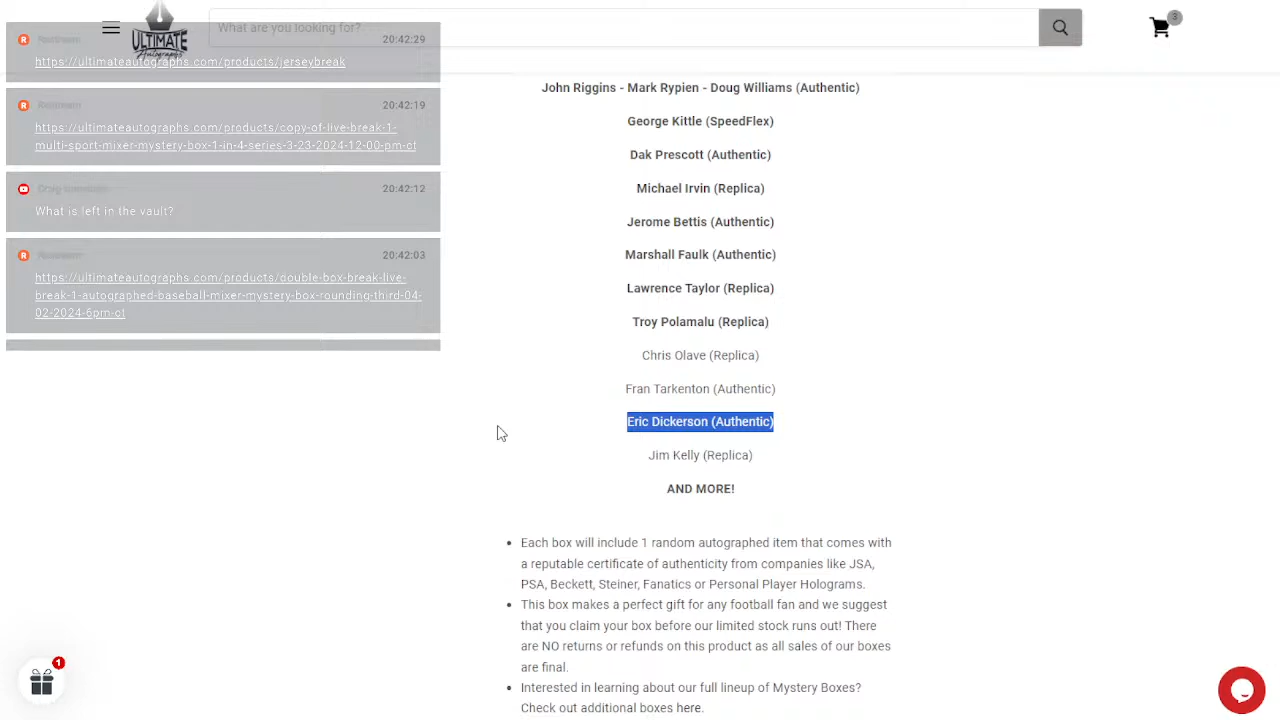 What are you looking for?
3
ULTIMATE
Autographs
Restream 20:42:29
https://ultimateautographs.com/products/jerseybreak
Restream 20:42:19
https://ultimateautographs.com/products/copy-of-live-break-1-
multi-sport-mixer-mystery-box-1-in-4-series-3-23-2024-12-00-pm-ct
20:42:12
What is left in the vault?
Restream 20:42:03
https://ultimateautographs.com/products/double-box-break-live-
break-1-autographed-baseball-mixer-mystery-box-rounding-third-04-
02-2024-6pm-ct
John Riggins - Mark Rypien - Doug Williams (Authentic)
George Kittle (SpeedFlex)
Dak Prescott (Authentic)
Michael Irvin (Replica)
Jerome Bettis (Authentic)
Marshall Faulk (Authentic)
Lawrence Taylor (Replica)
Troy Polamalu (Replica)
Chris Olave (Replica)
Fran Tarkenton (Authentic)
Eric Dickerson (Authentic)
Jim Kelly (Replica)
AND MORE!
• Each box will include 1 random autographed item that comes with
a reputable certificate of authenticity from companies like JSA,
PSA, Beckett, Steiner, Fanatics or Personal Player Holograms.
• This box makes a perfect gift for any football fan and we suggest
that you claim your box before our limited stock runs out! There
are NO returns or refunds on this product as all sales of our boxes
are final.
• Interested in learning about our full lineup of Mystery Boxes?
Check out additional boxes here.
1